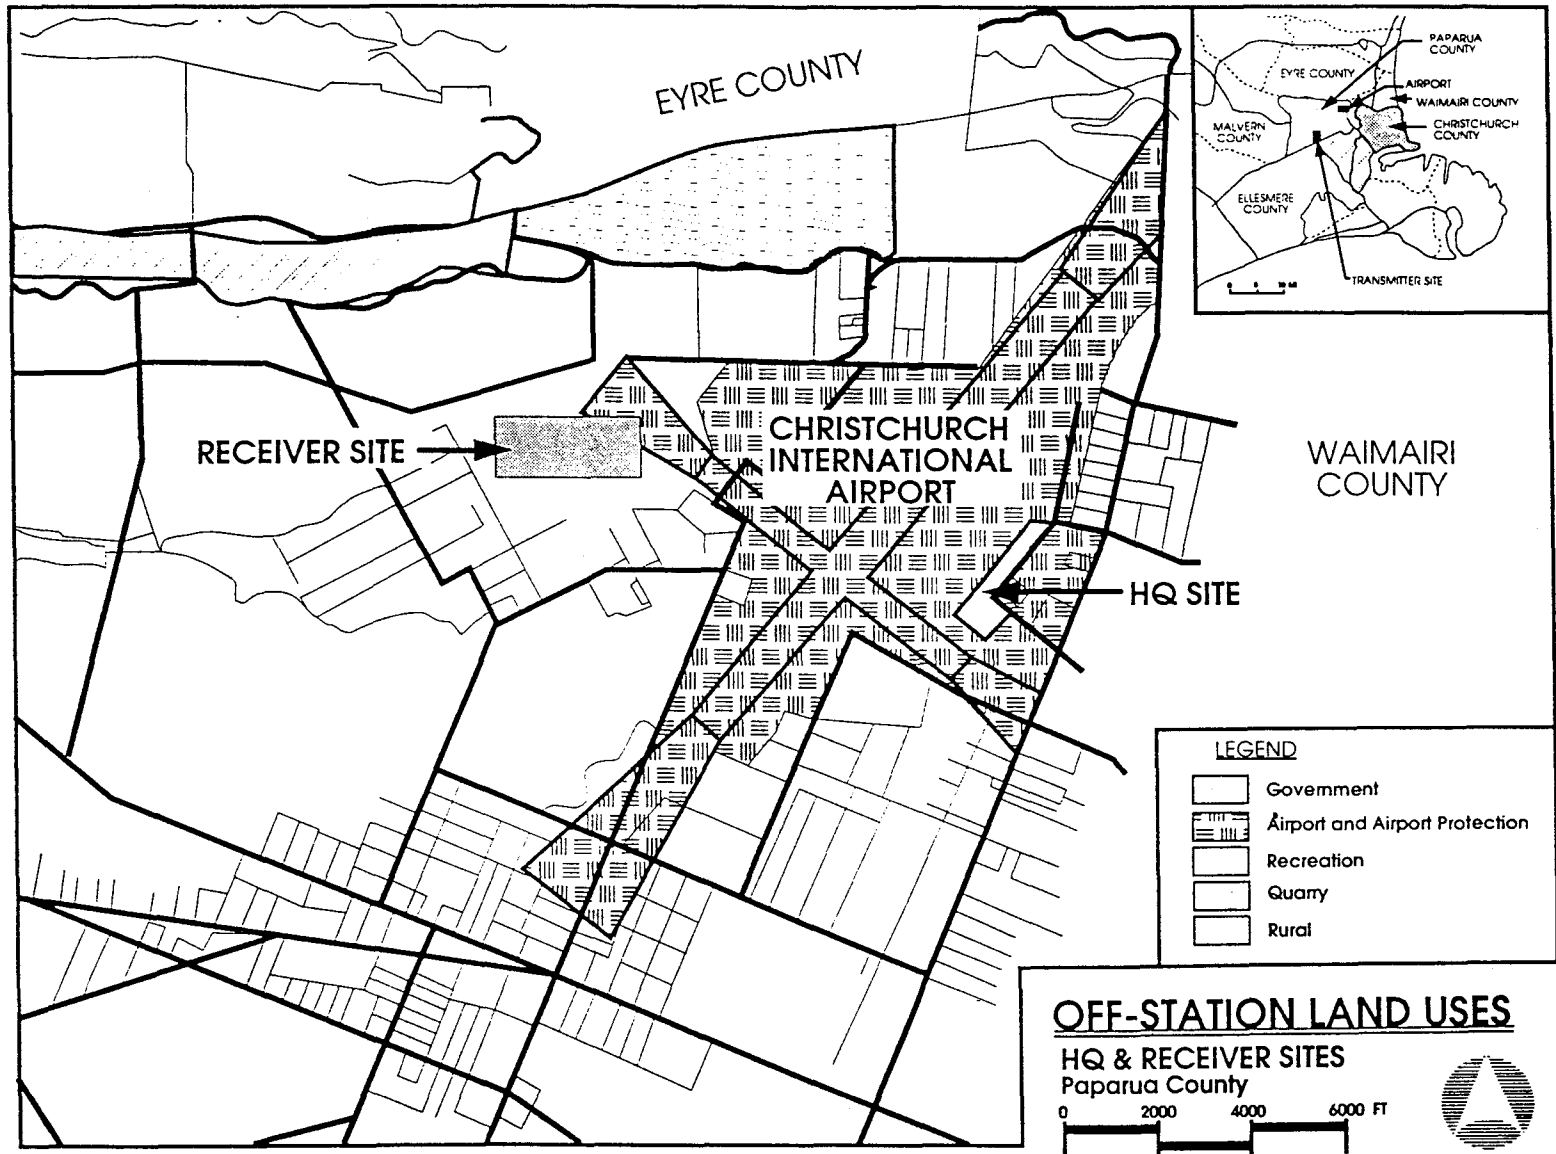 EYRE COUNTY
PAPARUA
COUNTY
EYRE COUNTY
AIRPORT
WAIMAIRI COUNTY
MALVERN
COUNTY
CHRISTCHURCH
COUNTY
ELLESMERE
COUNTY
TRANSMITTER SITE
RECEIVER SITE
CHRISTCHURCH
INTERNATIONAL
AIRPORT
WAIMAIRI
COUNTY
HQ SITE
LEGEND
Government
Airport and Airport Protection
Recreation
Quarry
Rural
OFF-STATION LAND USES
HQ & RECEIVER SITES
Paparua County
0 2000 4000 6000 FT